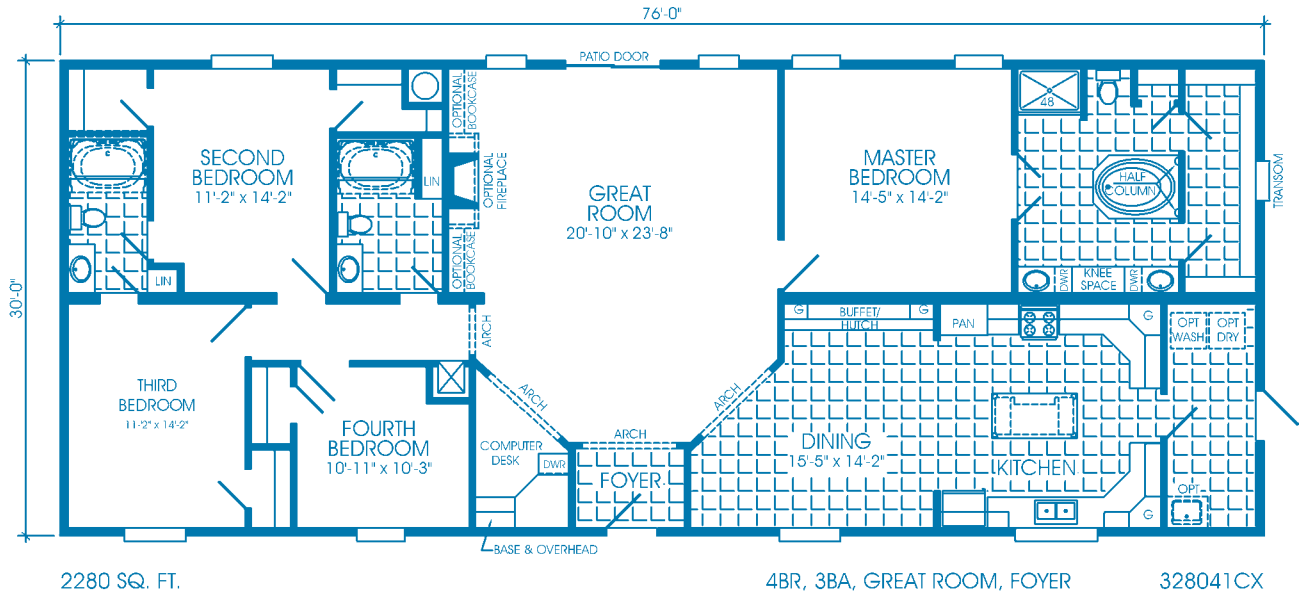 76'-0"
30'-0"
PATIO DOOR
OPTIONAL
BOOKCASE
48
SECOND
BEDROOM
11'-2" x 14'-2"
LIN
OPTIONAL
FIREPLACE
GREAT
ROOM
20'-10" x 23'-8"
MASTER
BEDROOM
14'-5" x 14'-2"
HALF
COLUMN
TRANSOM
LIN
OPTIONAL
BOOKCASE
DWR
KNEE
SPACE
DWR
ARCH
G
BUFFET/
HUTCH
G
PAN
G
OPT
WASH
OPT
DRY
THIRD
BEDROOM
11'-2" x 14'-2"
ARCH
ARCH
FOURTH
BEDROOM
10'-11" x 10'-3"
COMPUTER
DESK
DWR
ARCH
FOYER
DINING
15'-5" x 14'-2"
KITCHEN
OPT
G
BASE & OVERHEAD
2280 SQ. FT.
4BR, 3BA, GREAT ROOM, FOYER
328041CX